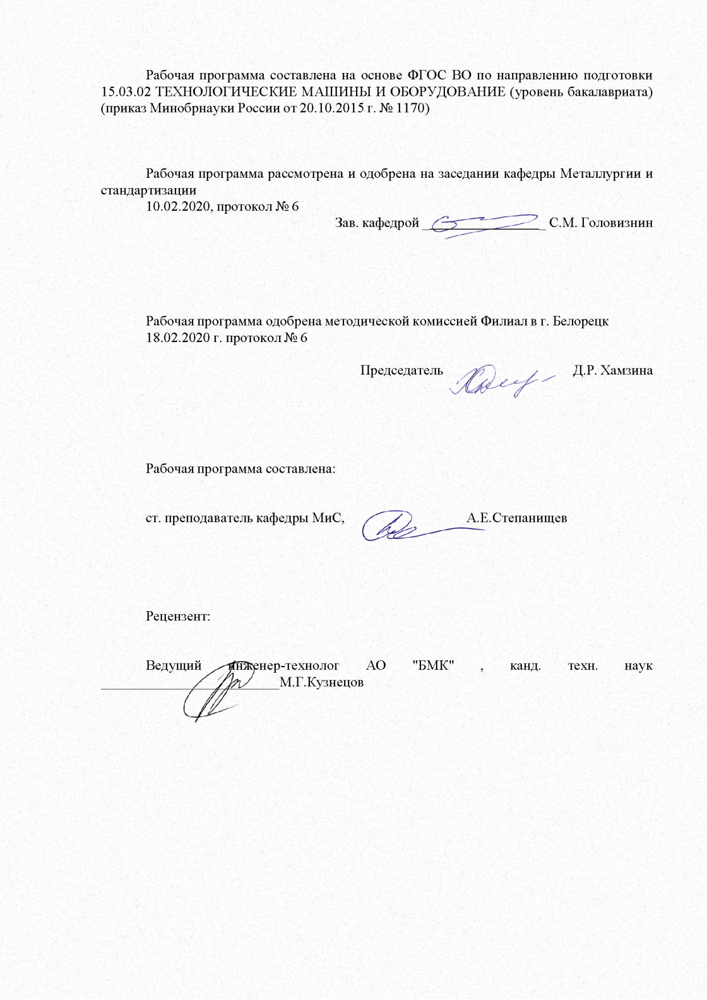 Рабочая программа составлена на основе ФГОС ВО по направлению подготовки
15.03.02 ТЕХНОЛОГИЧЕСКИЕ МАШИНЫ И ОБОРУДОВАНИЕ (уровень бакалавриата)
(приказ Минобрнауки России от 20.10.2015 г. № 1170)
Рабочая программа рассмотрена и одобрена на заседании кафедры Металлургии и
стандартизации
10.02.2020, протокол № 6
Зав. кафедрой _________________ С.М. Головизнин
Рабочая программа одобрена методической комиссией Филиал в г. Белорецк
18.02.2020 г. протокол № 6
Председатель Д.Р. Хамзина
Рабочая программа составлена:
ст. преподаватель кафедры МиС, А.Е.Степанищев
Рецензент:
Ведущий инженер-технолог АО "БМК" , канд. техн. наук
_________________________М.Г.Кузнецов